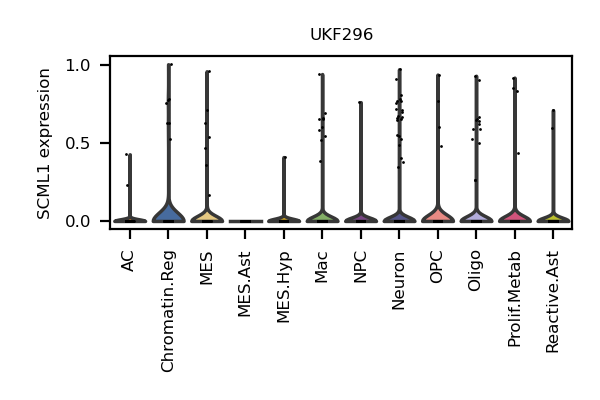 UKF296
SCML1 expression
1.0
0.5
0.0
AC
Chromatin.Reg
MES
MES.Ast
MES.Hyp
Mac
NPC
Neuron
OPC
Oligo
Prolif.Metab
Reactive.Ast